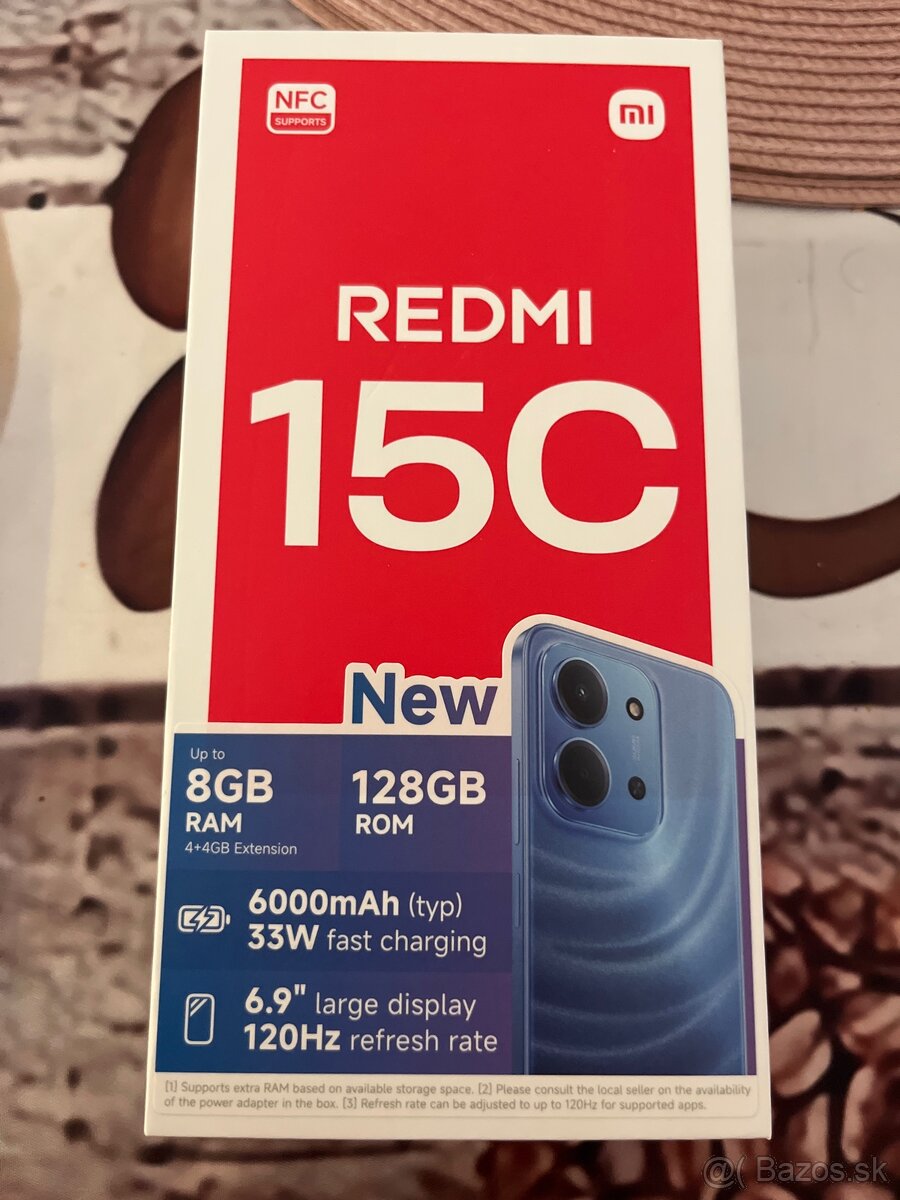 NFC
SUPPORTS
mi
REDMI
15C
New
Up to
8GB
RAM
4+4GB Extension
128GB
ROM
6000mAh (typ)
33W fast charging
6.9" large display
120Hz refresh rate
[1] Supports extra RAM based on available storage space. [2] Please consult the local seller on the availability
of the power adapter in the box. [3] Refresh rate can be adjusted to up to 120Hz for supported apps.
@( Bazos.sk